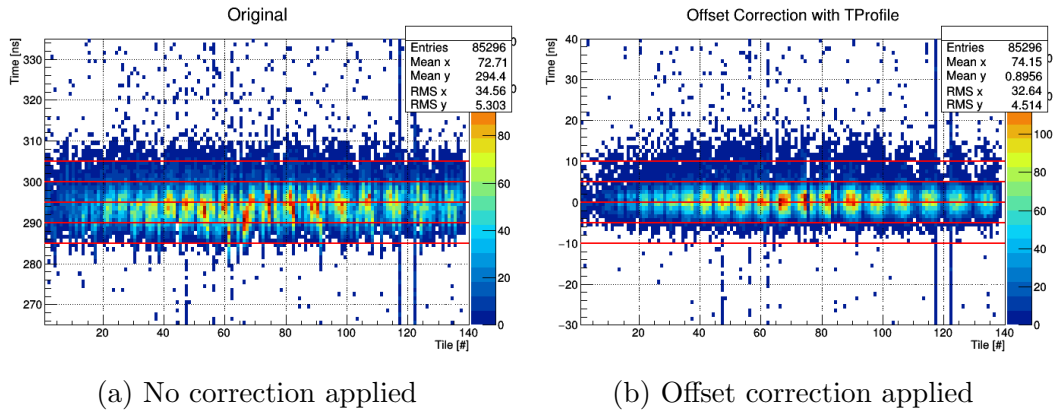 Original
Time [ns]
330
320
310
300
290
280
270
20 40 60 80 100 120 140
Tile [#]
Entries 85296
Mean x 72.71
Mean y 294.4
RMS x 34.56
RMS y 5.303
80
60
40
20
0
(a) No correction applied
Offset Correction with TProfile
Time [ns]
40
30
20
10
0
−10
−20
−30
20 40 60 80 100 120 140
Tile [#]
Entries 85296
Mean x 74.15
Mean y 0.8956
RMS x 32.64
RMS y 4.514
100
80
60
40
20
0
(b) Offset correction applied